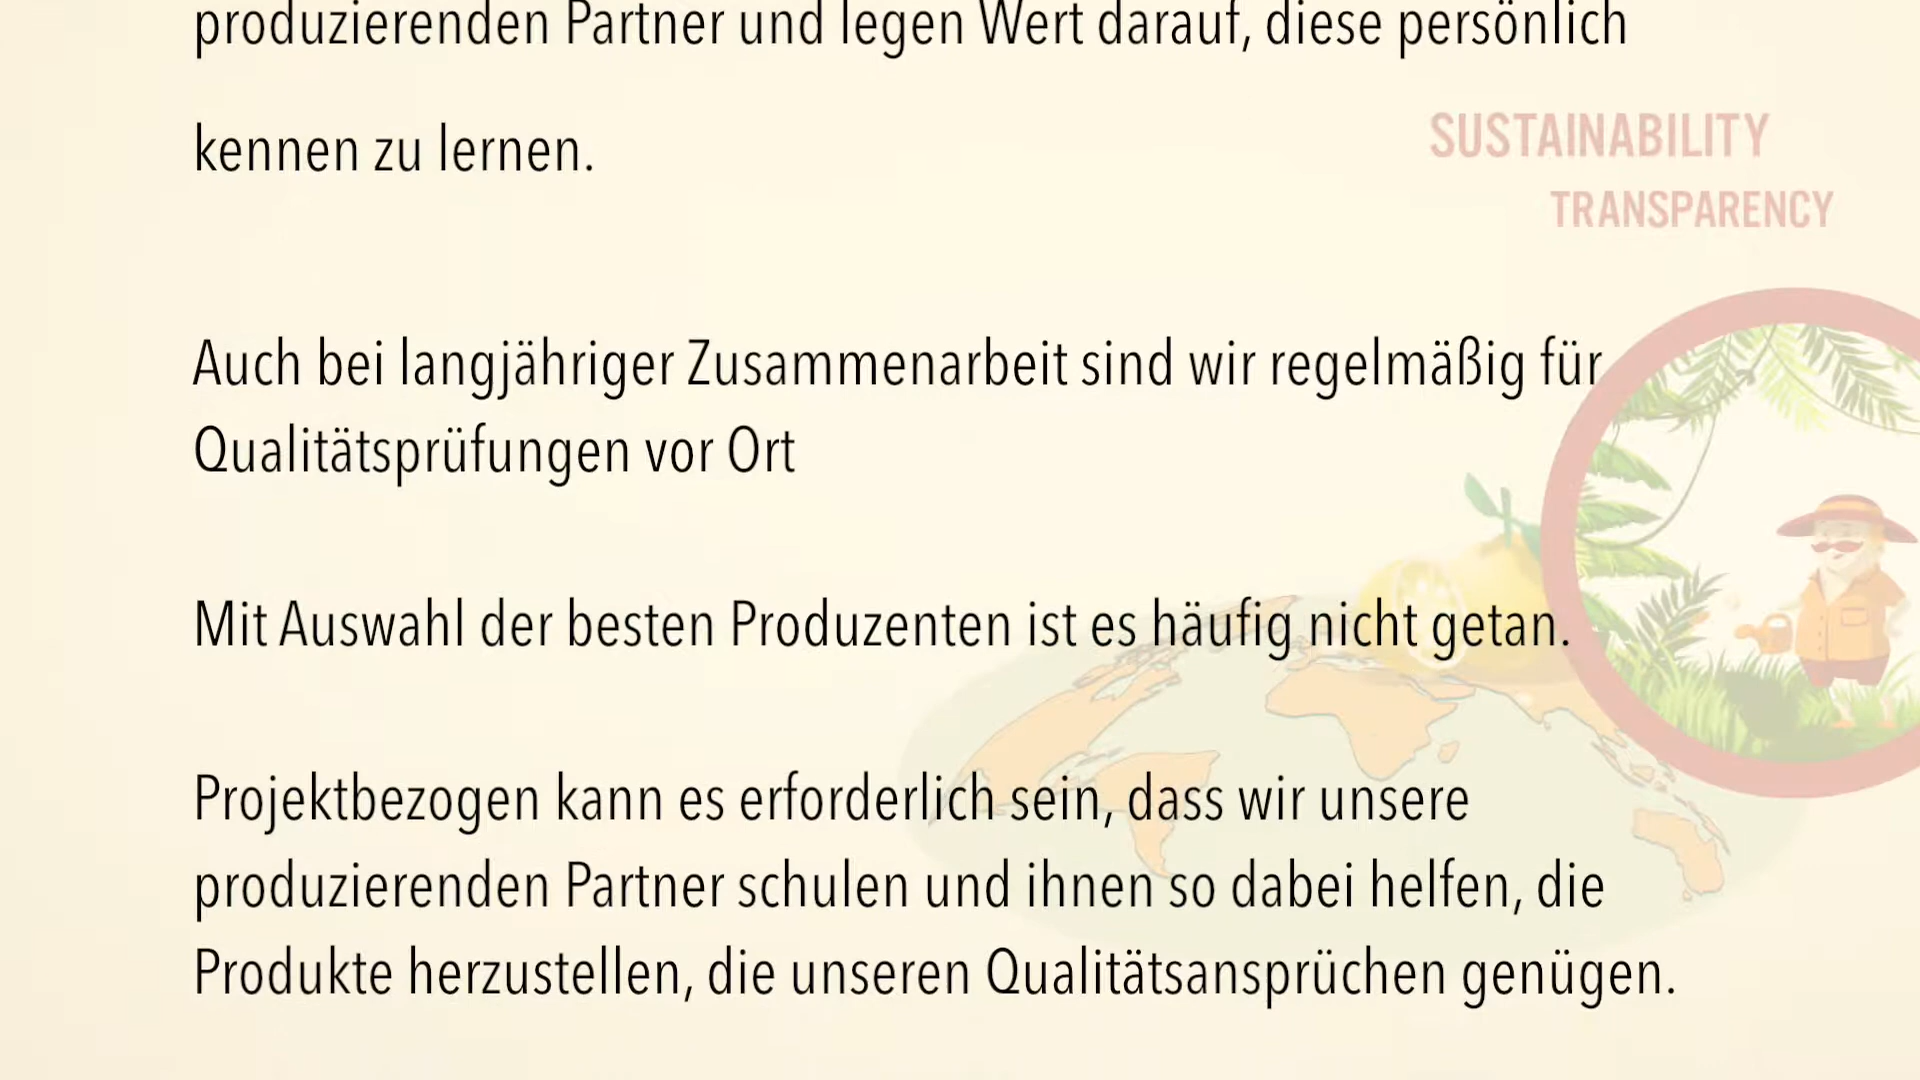 produzierenden Partner und legen Wert darauf, diese persönlich
kennen zu lernen.
SUSTAINABILITY
TRANSPARENCY
Auch bei langjähriger Zusammenarbeit sind wir regelmäßig für
Qualitätsprüfungen vor Ort
Mit Auswahl der besten Produzenten ist es häufig nicht getan.
Projektbezogen kann es erforderlich sein, dass wir unsere
produzierenden Partner schulen und ihnen so dabei helfen, die
Produkte herzustellen, die unseren Qualitätsansprüchen genügen.